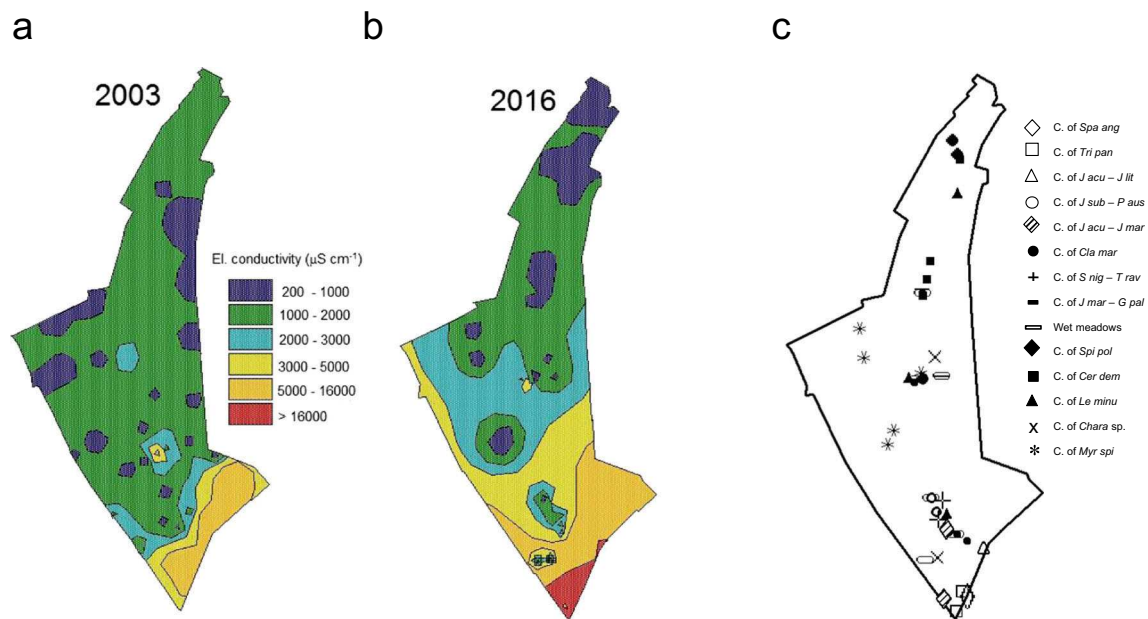 a
b
c
2003
2016
El. conductivity (µS cm⁻¹)
200 - 1000
1000 - 2000
2000 - 3000
3000 - 5000
5000 - 16000
> 16000
C. of Spa ang
C. of Tri pan
C. of J acu – J lit
C. of J sub – P aus
C. of J acu – J mar
C. of Cla mar
C. of S nig – T rav
C. of J mar – G pal
Wet meadows
C. of Spi pol
C. of Cer dem
C. of Le minu
C. of Chara sp.
C. of Myr spi